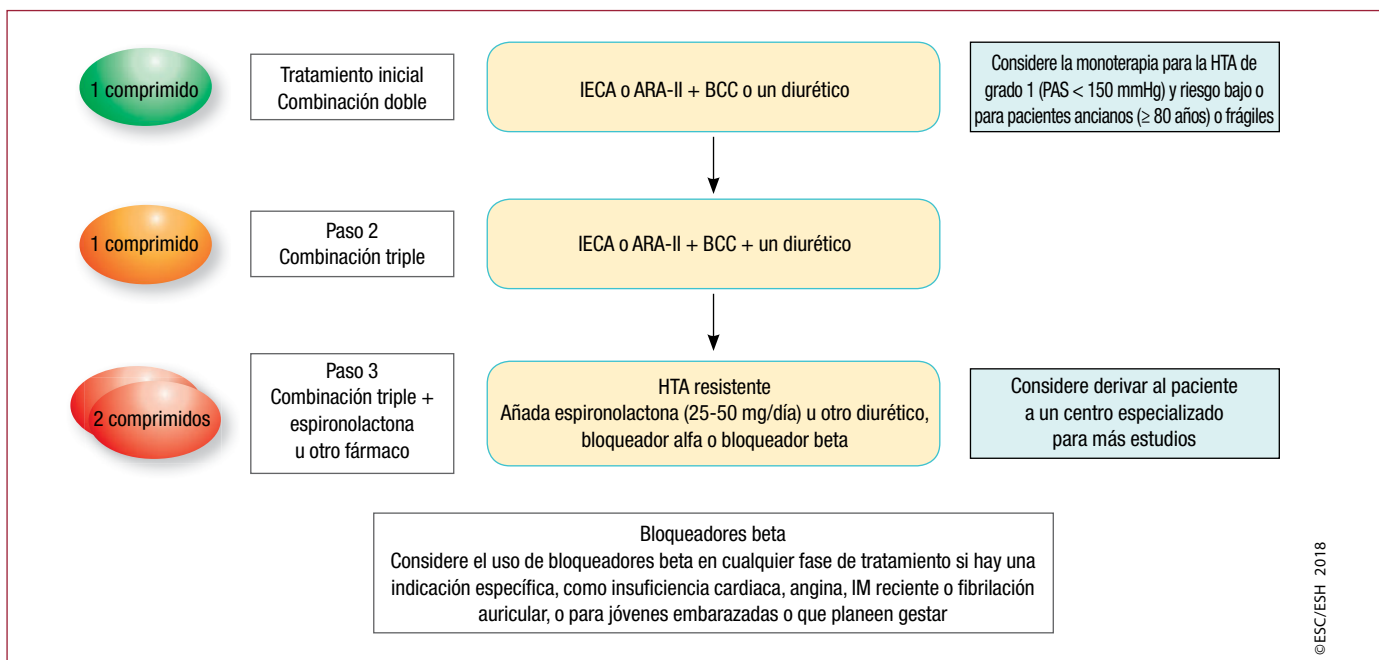 1 comprimido
Tratamiento inicial
Combinación doble
IECA o ARA-II + BCC o un diurético
Considere la monoterapia para la HTA de
grado 1 (PAS < 150 mmHg) y riesgo bajo o
para pacientes ancianos (≥ 80 años) o frágiles
1 comprimido
Paso 2
Combinación triple
IECA o ARA-II + BCC + un diurético
2 comprimidos
Paso 3
Combinación triple +
espironolactona
u otro fármaco
HTA resistente
Añada espironolactona (25-50 mg/día) u otro diurético,
bloqueador alfa o bloqueador beta
Considere derivar al paciente
a un centro especializado
para más estudios
Bloqueadores beta
Considere el uso de bloqueadores beta en cualquier fase de tratamiento si hay una
indicación específica, como insuficiencia cardiaca, angina, IM reciente o fibrilación
auricular, o para jóvenes embarazadas o que planeen gestar
©ESC/ESH 2018